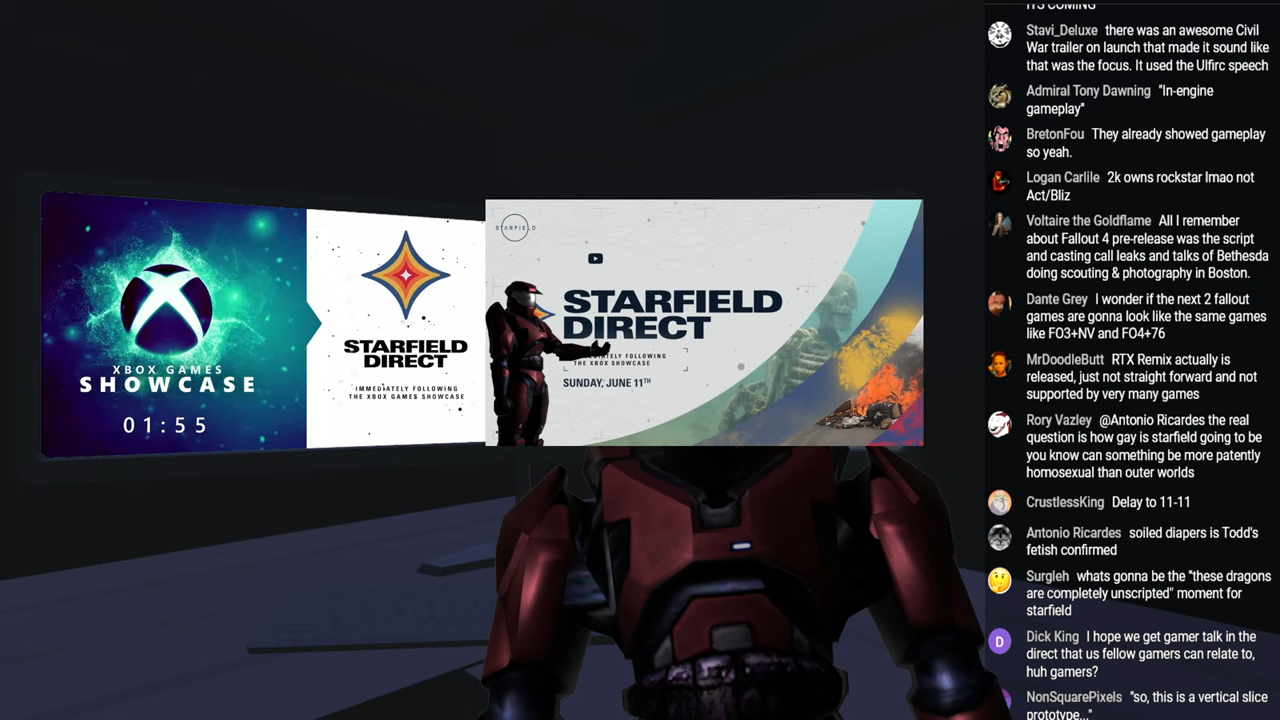 XBOX GAMES
SHOWCASE
01:55
STARFIELD
DIRECT
IMMEDIATELY FOLLOWING
THE XBOX GAMES SHOWCASE
STARFIELD
STARFIELD
DIRECT
FOLLOWING
THE XBOX SHOWCASE
SUNDAY, JUNE 11TH
ITS COMING
Stavi_Deluxe there was an awesome Civil
War trailer on launch that made it sound like
that was the focus. It used the Ulfirc speech
Admiral Tony Dawning "In-engine
gameplay"
BretonFou They already showed gameplay
so yeah.
Logan Carlile 2k owns rockstar lmao not
Act/Bliz
Voltaire the Goldflame All I remember
about Fallout 4 pre-release was the script
and casting call leaks and talks of Bethesda
doing scouting & photography in Boston.
Dante Grey I wonder if the next 2 fallout
games are gonna look like the same games
like FO3+NV and FO4+76
MrDoodleButt RTX Remix actually is
released, just not straight forward and not
supported by very many games
Rory Vazley @Antonio Ricardes the real
question is how gay is starfield going to be
you know can something be more patently
homosexual than outer worlds
CrustlessKing Delay to 11-11
Antonio Ricardes soiled diapers is Todd's
fetish confirmed
Surgleh whats gonna be the "these dragons
are completely unscripted" moment for
starfield
D Dick King I hope we get gamer talk in the
direct that us fellow gamers can relate to,
huh gamers?
NonSquarePixels "so, this is a vertical slice
prototype..."